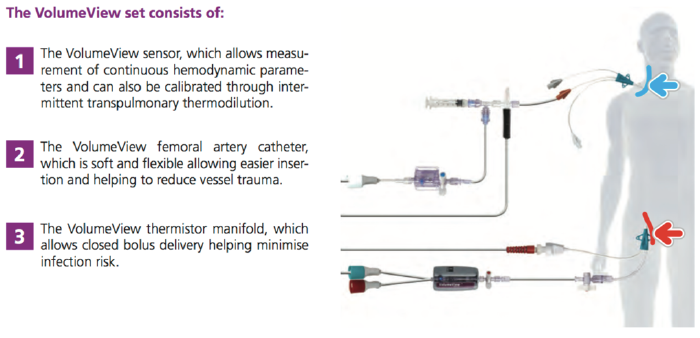 The VolumeView set consists of:
1
The VolumeView sensor, which allows measu-
rement of continuous hemodynamic parame-
ters and can also be calibrated through inter-
mittent transpulmonary thermodilution.
2
The VolumeView femoral artery catheter,
which is soft and flexible allowing easier inser-
tion and helping to reduce vessel trauma.
3
The VolumeView thermistor manifold, which
allows closed bolus delivery helping minimise
infection risk.